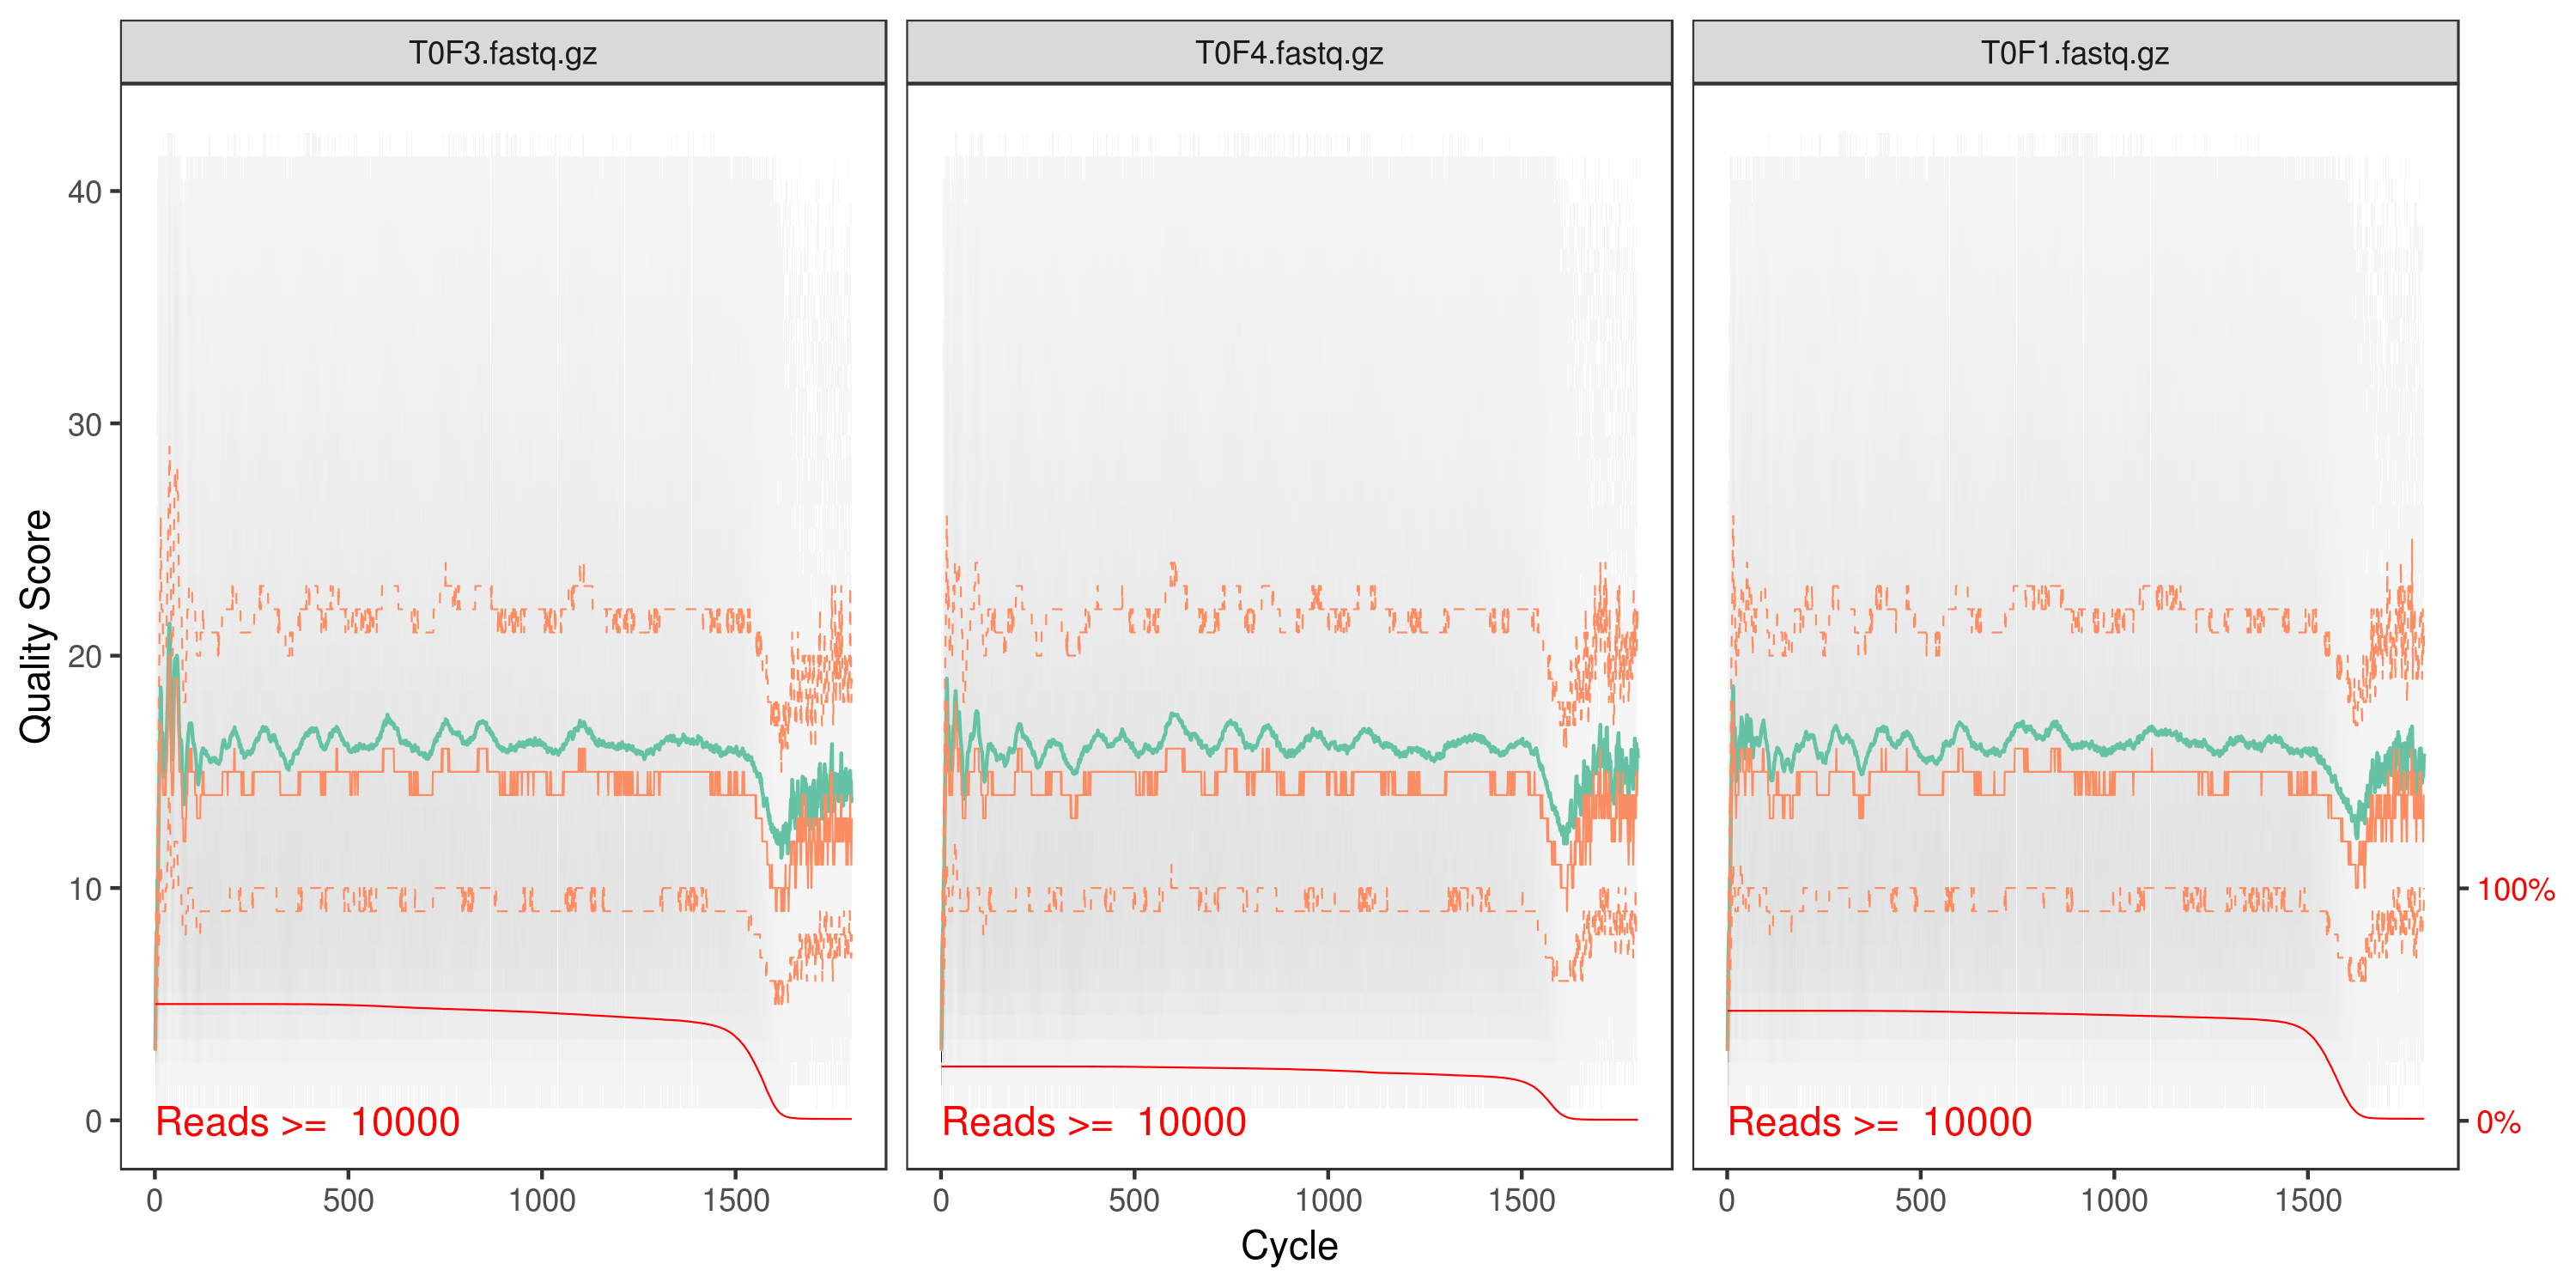 T0F3.fastq.gz
T0F4.fastq.gz
T0F1.fastq.gz
Quality Score
40
30
20
10
0
100%
0%
Reads >= 10000
Reads >= 10000
Reads >= 10000
0 500 1000 1500
0 500 1000 1500
0 500 1000 1500
Cycle